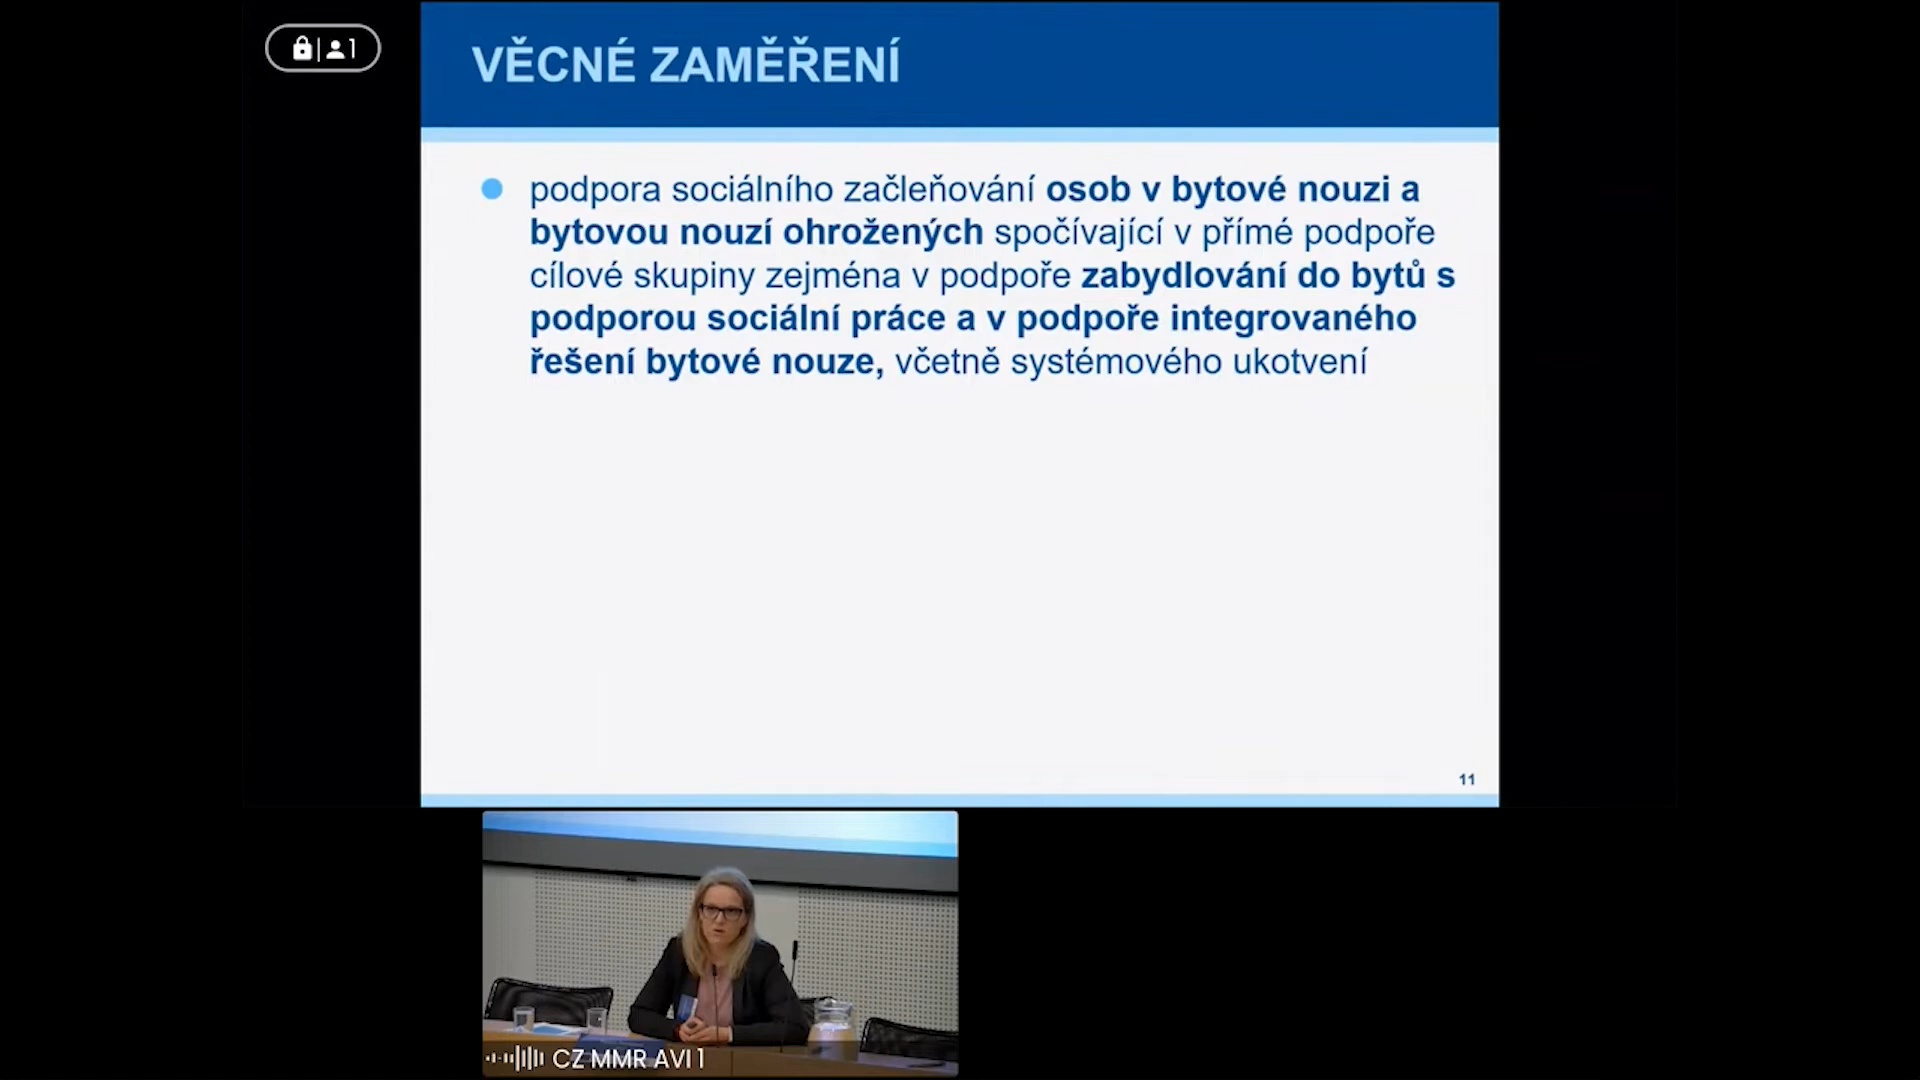 1
VĚCNÉ ZAMĚŘENÍ
podpora sociálního začleňování osob v bytové nouzi a
bytovou nouzí ohrožených spočívající v přímé podpoře
cílové skupiny zejména v podpoře zabydlování do bytů s
podporou sociální práce a v podpoře integrovaného
řešení bytové nouze, včetně systémového ukotvení
11
CZ MMR AVI 1